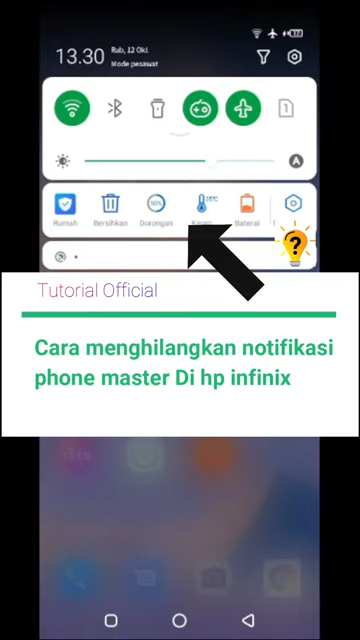 13.30
Rab, 12 Okt
Mode pesawat
A
1
Rumah
Bersihkan
Dorongan
Baterai
Tutorial Official
Cara menghilangkan notifikasi
phone master Di hp infinix